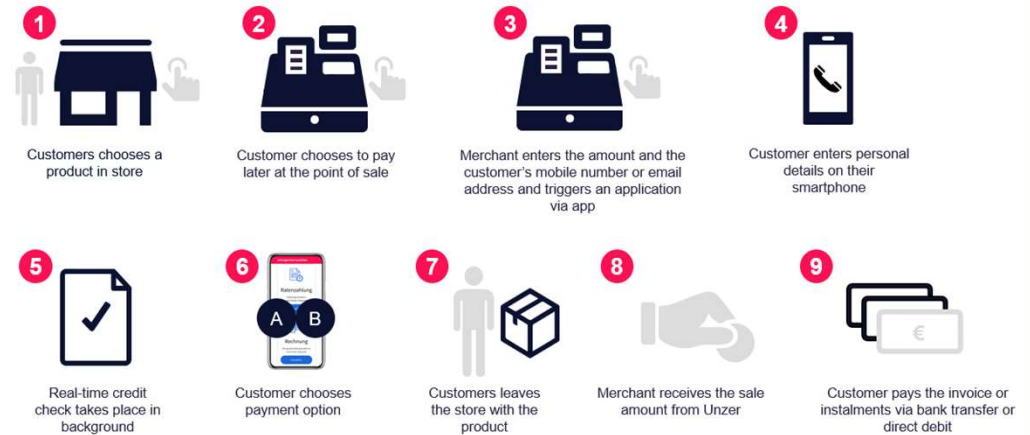 1
2
3
4
Customers chooses a
product in store
Customer chooses to pay
later at the point of sale
Merchant enters the amount and the
customer's mobile number or email
address and triggers an application
via app
Customer enters personal
details on their
smartphone
5
6
7
8
9
Ratenzahlung
A B
Rechnung
€
Real-time credit
check takes place in
background
Customer chooses
payment option
Customers leaves
the store with the
product
Merchant receives the sale
amount from Unzer
Customer pays the invoice or
instalments via bank transfer or
direct debit